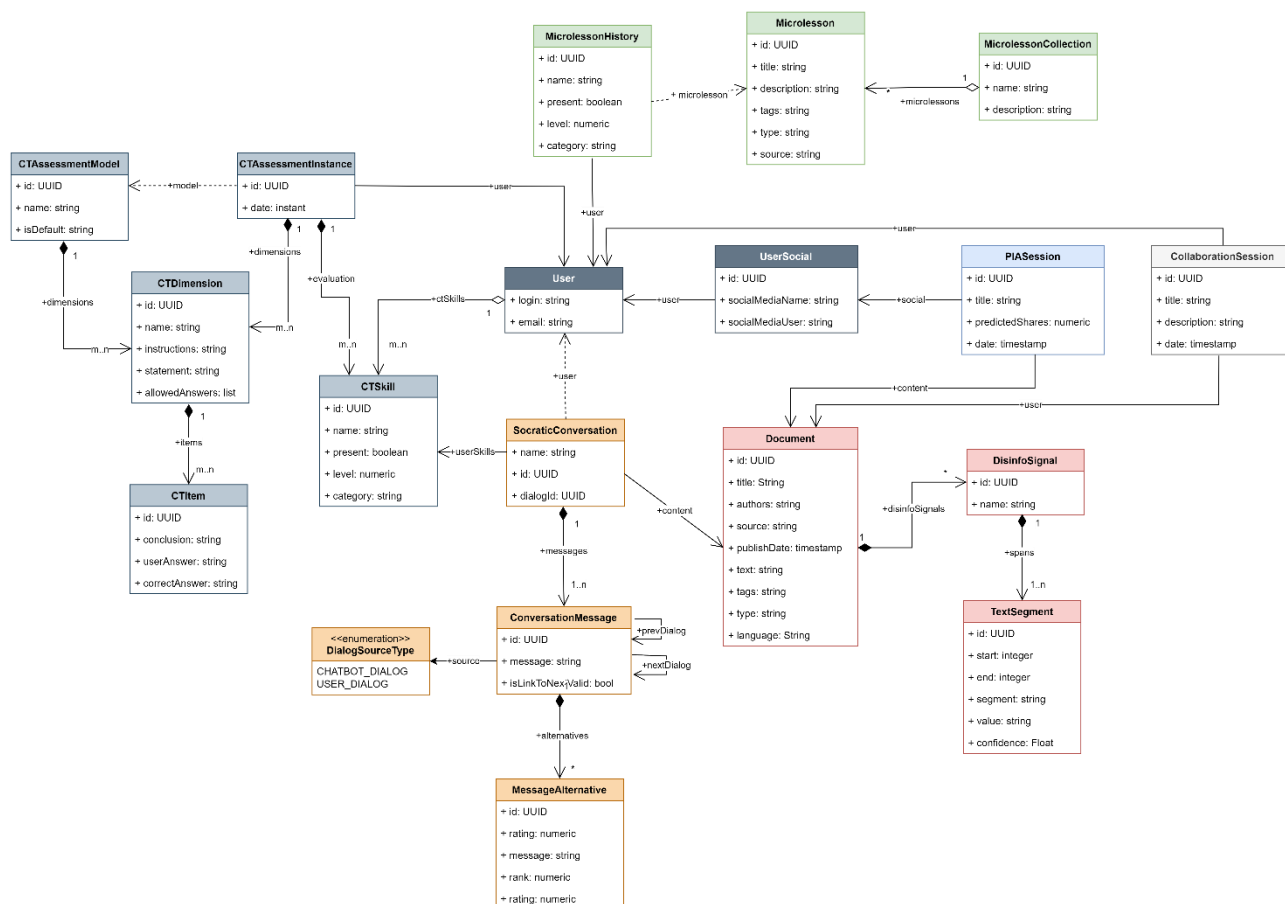 MicrolessonHistory
+ id: UUID
+ name: string
+ present: boolean
+ level: numeric
+ category: string
+ microlesson
Microlesson
+ id: UUID
+ title: string
+ description: string
+ tags: string
+ type: string
+ source: string
1
*
+microlessons
MicrolessonCollection
+ id: UUID
+ name: string
+ description: string
CTAssessmentModel
+ id: UUID
+ name: string
+ isDefault: string
+model
CTAssessmentInstance
+ id: UUID
+ date: instant
+user
+user
+user
1
+dimensions
m..n
1
+dimensions
m..n
1
+evaluation
m..n
CTDimension
+ id: UUID
+ name: string
+ instructions: string
+ statement: string
+ allowedAnswers: list
1
+items
m..n
CTItem
+ id: UUID
+ conclusion: string
+ userAnswer: string
+ correctAnswer: string
+ctSkills
1
m..n
User
+ login: string
+ email: string
+user
UserSocial
+ id: UUID
+ socialMediaName: string
+ socialMediaUser: string
+social
PIASession
+ id: UUID
+ title: string
+ predictedShares: numeric
+ date: timestamp
CollaborationSession
+ id: UUID
+ title: string
+ description: string
+ date: timestamp
+content
+user
+user
CTSkill
+ id: UUID
+ name: string
+ present: boolean
+ level: numeric
+ category: string
+userSkills
SocraticConversation
+ name: string
+ id: UUID
+ dialogId: UUID
+content
1
+messages
1..n
Document
+ id: UUID
+ title: String
+ authors: string
+ source: string
+ publishDate: timestamp
+ text: string
+ tags: string
+ type: string
+ language: String
1
+disinfoSignals
*
DisinfoSignal
+ id: UUID
+ name: string
1
+spans
1..n
TextSegment
+ id: UUID
+ start: integer
+ end: integer
+ segment: string
+ value: string
+ confidence: Float
<<enumeration>>
DialogSourceType
CHATBOT_DIALOG
USER_DIALOG
+source
ConversationMessage
+ id: UUID
+ message: string
+ isLinkToNextValid: bool
+prevDialog
+nextDialog
+alternatives
*
MessageAlternative
+ id: UUID
+ rating: numeric
+ message: string
+ rank: numeric
+ rating: numeric